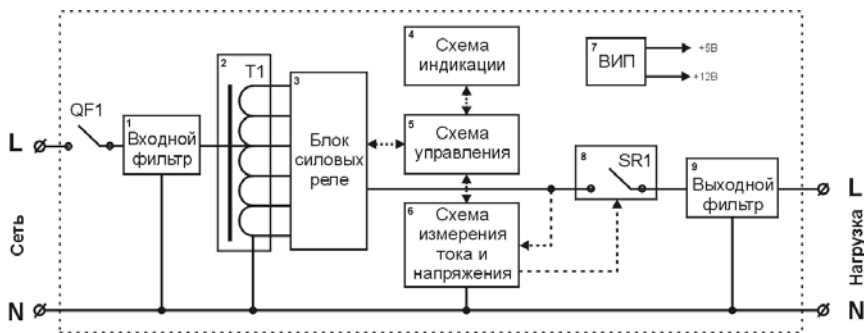 L
QF1
1
Входной
фильтр
2
T1
3
Блок
силовых
реле
4
Схема
индикации
5
Схема
управления
6
Схема
измерения
тока и
напряжения
7
ВИП
+5В
+12В
8
SR1
9
Выходной
фильтр
L
Сеть
Нагрузка
N
N